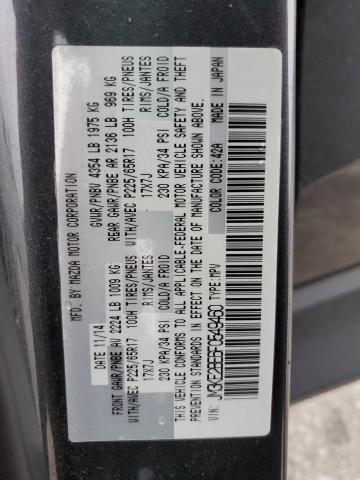 MFD. BY MAZDA MOTOR CORPORATION
DATE 11/14 GVWR/PNBV 4354 LB 1975 KG
FRONT GAWR/PNBE AV 2224 LB 1009 KG REAR GAWR/PNBE AR 2136 LB 969 KG
WITH/AVEC P225/65R17 100H TIRES/PNEUS WITH/AVEC P225/65R17 100H TIRES/PNEUS
17X7J RIMS/JANTES 17X7J RIMS/JANTES
230 KPA/34 PSI COLD/A FROID 230 KPA/34 PSI COLD/A FROID
THIS VEHICLE CONFORMS TO ALL APPLICABLE FEDERAL MOTOR VEHICLE SAFETY AND THEFT
PREVENTION STANDARDS IN EFFECT ON THE DATE OF MANUFACTURE SHOWN ABOVE.
TYPE: MPV COLOR CODE: 42A MADE IN JAPAN
VIN: